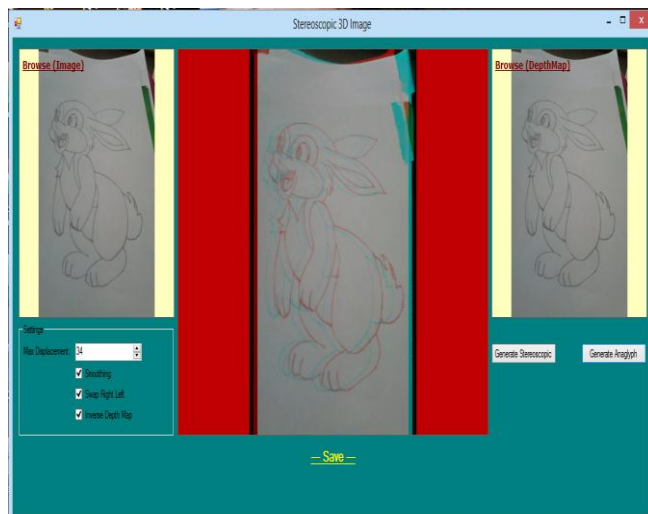 Stereoscopic 3D Image
Browse (Image)
Browse (DepthMap)
Settings
Max Displacement: 34
Smoothing
Swap Right Left
Inverse Depth Map
Generate Stereoscopic
Generate Anaglyph
--- Save ---